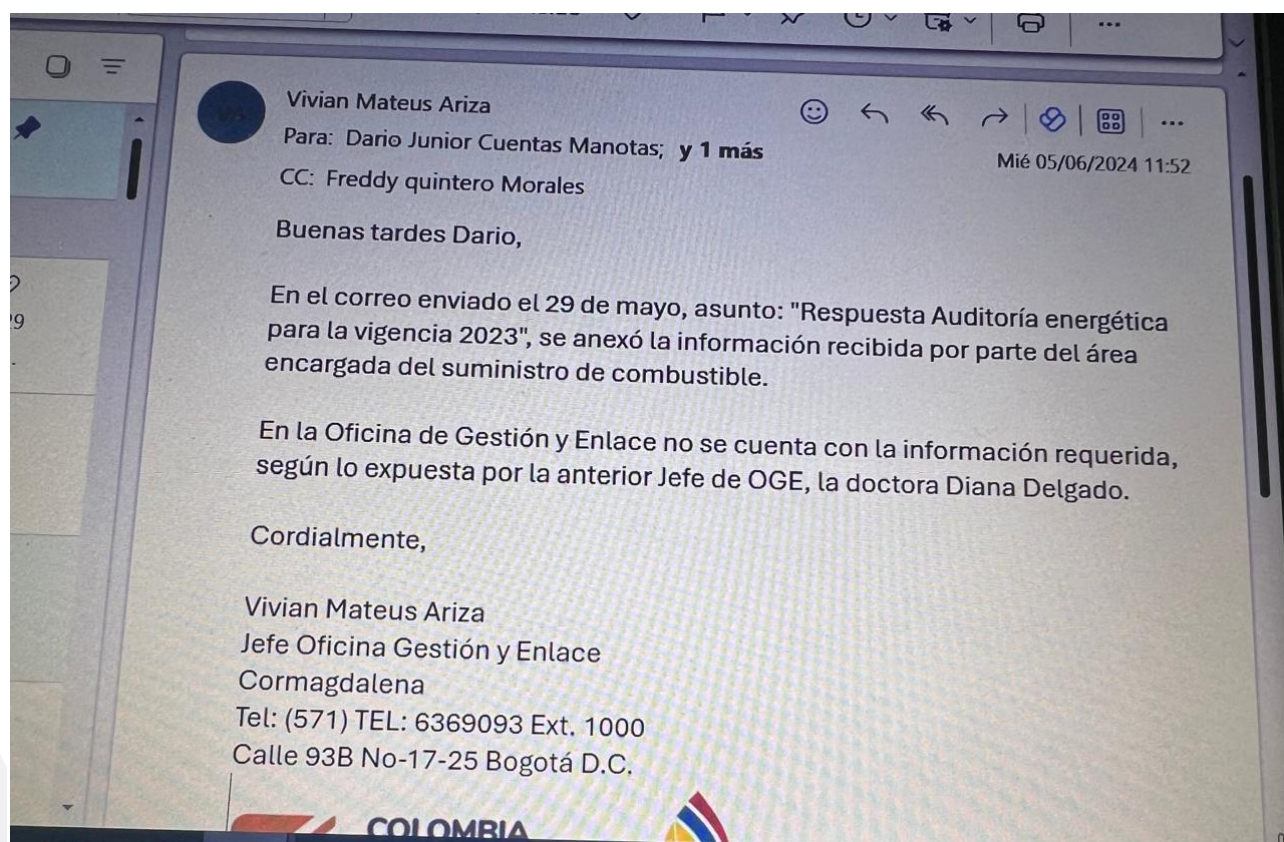 Vivian Mateus Ariza
Para: Dario Junior Cuentas Manotas; y 1 más
Mié 05/06/2024 11:52
CC: Freddy quintero Morales
Buenas tardes Dario,
En el correo enviado el 29 de mayo, asunto: "Respuesta Auditoría energética
para la vigencia 2023", se anexó la información recibida por parte del área
encargada del suministro de combustible.
En la Oficina de Gestión y Enlace no se cuenta con la información requerida,
según lo expuesta por la anterior Jefe de OGE, la doctora Diana Delgado.
Cordialmente,
Vivian Mateus Ariza
Jefe Oficina Gestión y Enlace
Cormagdalena
Tel: (571) TEL: 6369093 Ext. 1000
Calle 93B No-17-25 Bogotá D.C.
COLOMBIA